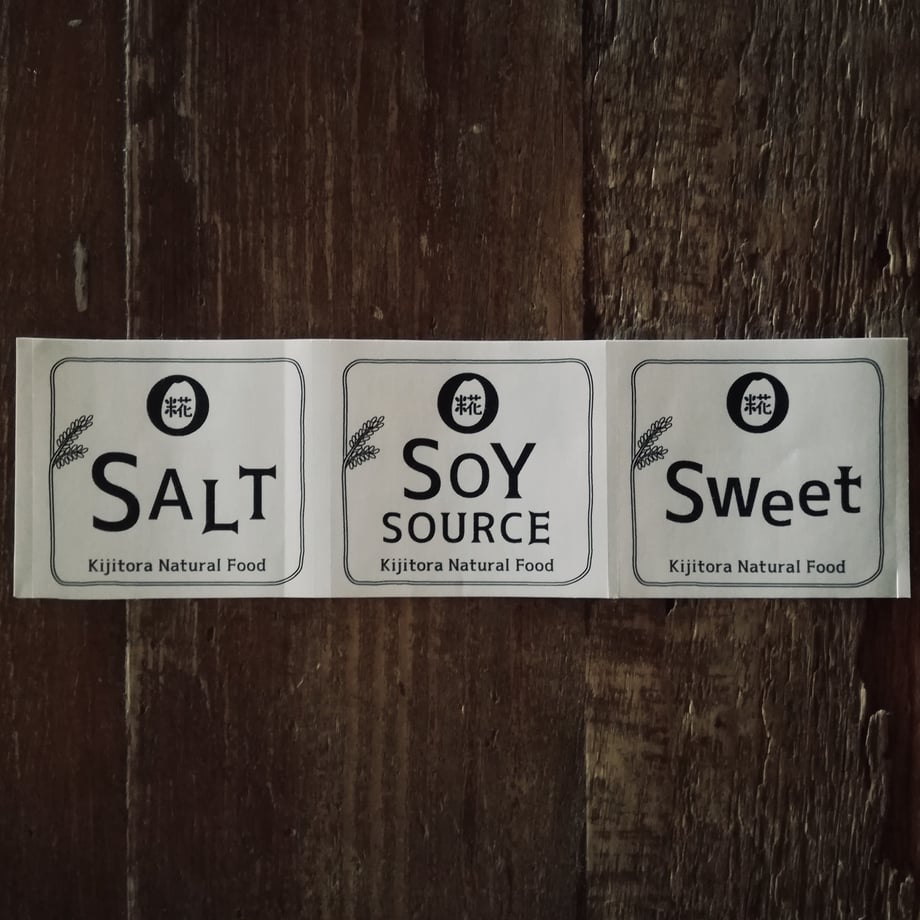 糀
SALT
Kijitora Natural Food
糀
SOY
SOURCE
Kijitora Natural Food
糀
Sweet
Kijitora Natural Food